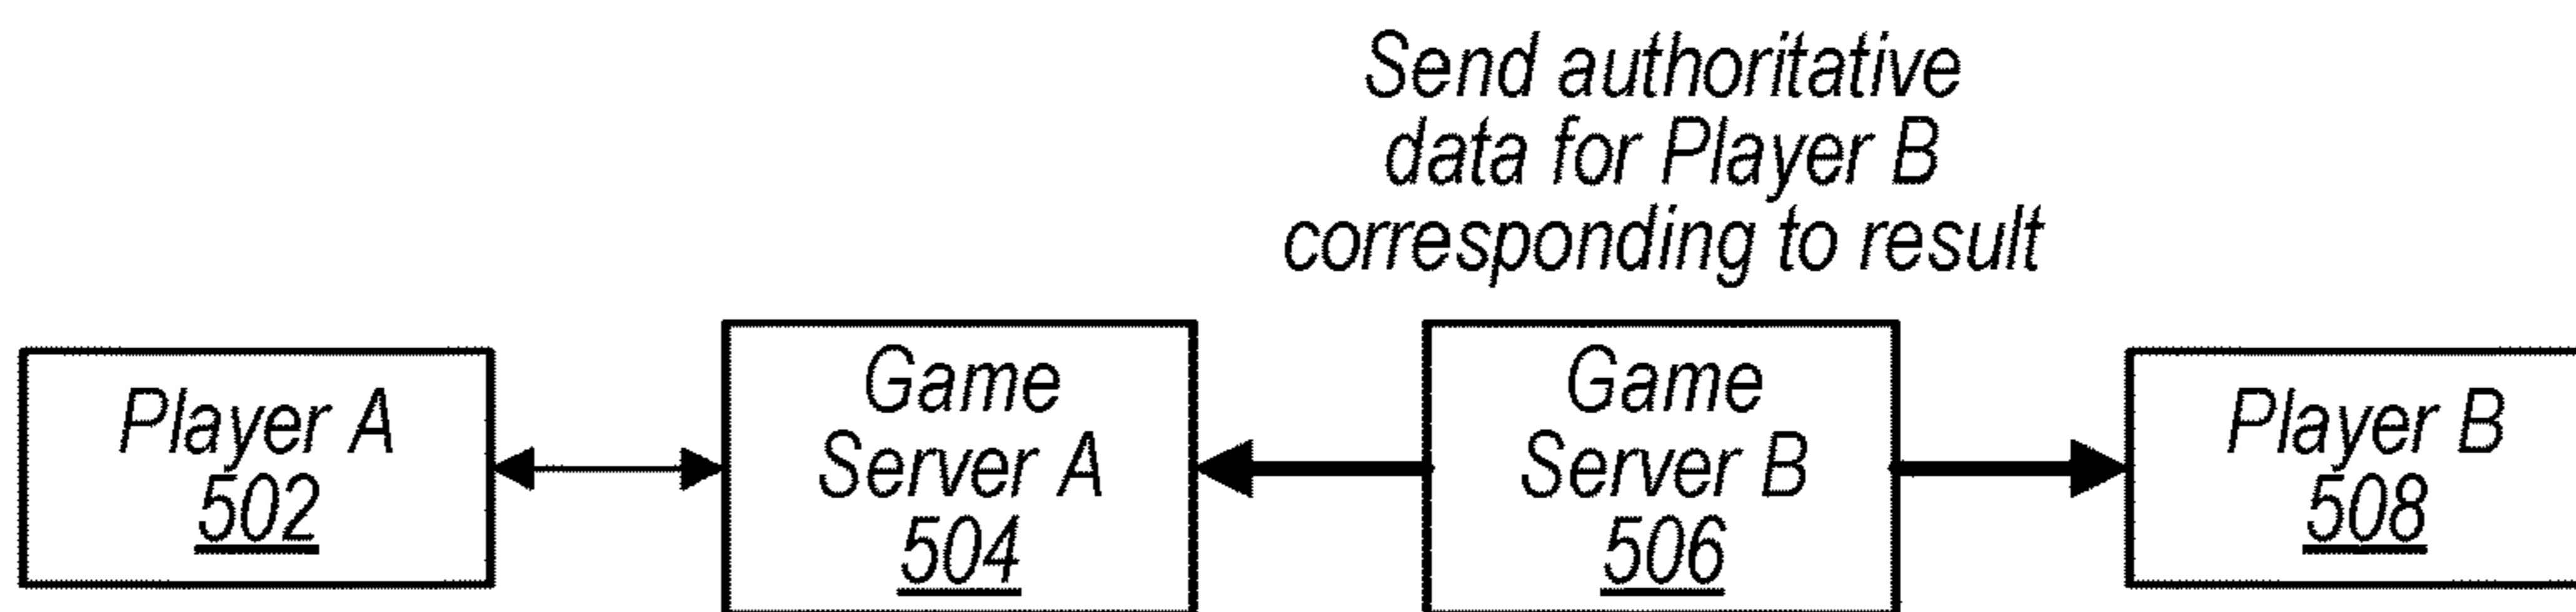 Send authoritative
data for Player B
corresponding to result
Player A
502
Game
Server A
504
Game
Server B
506
Player B
508